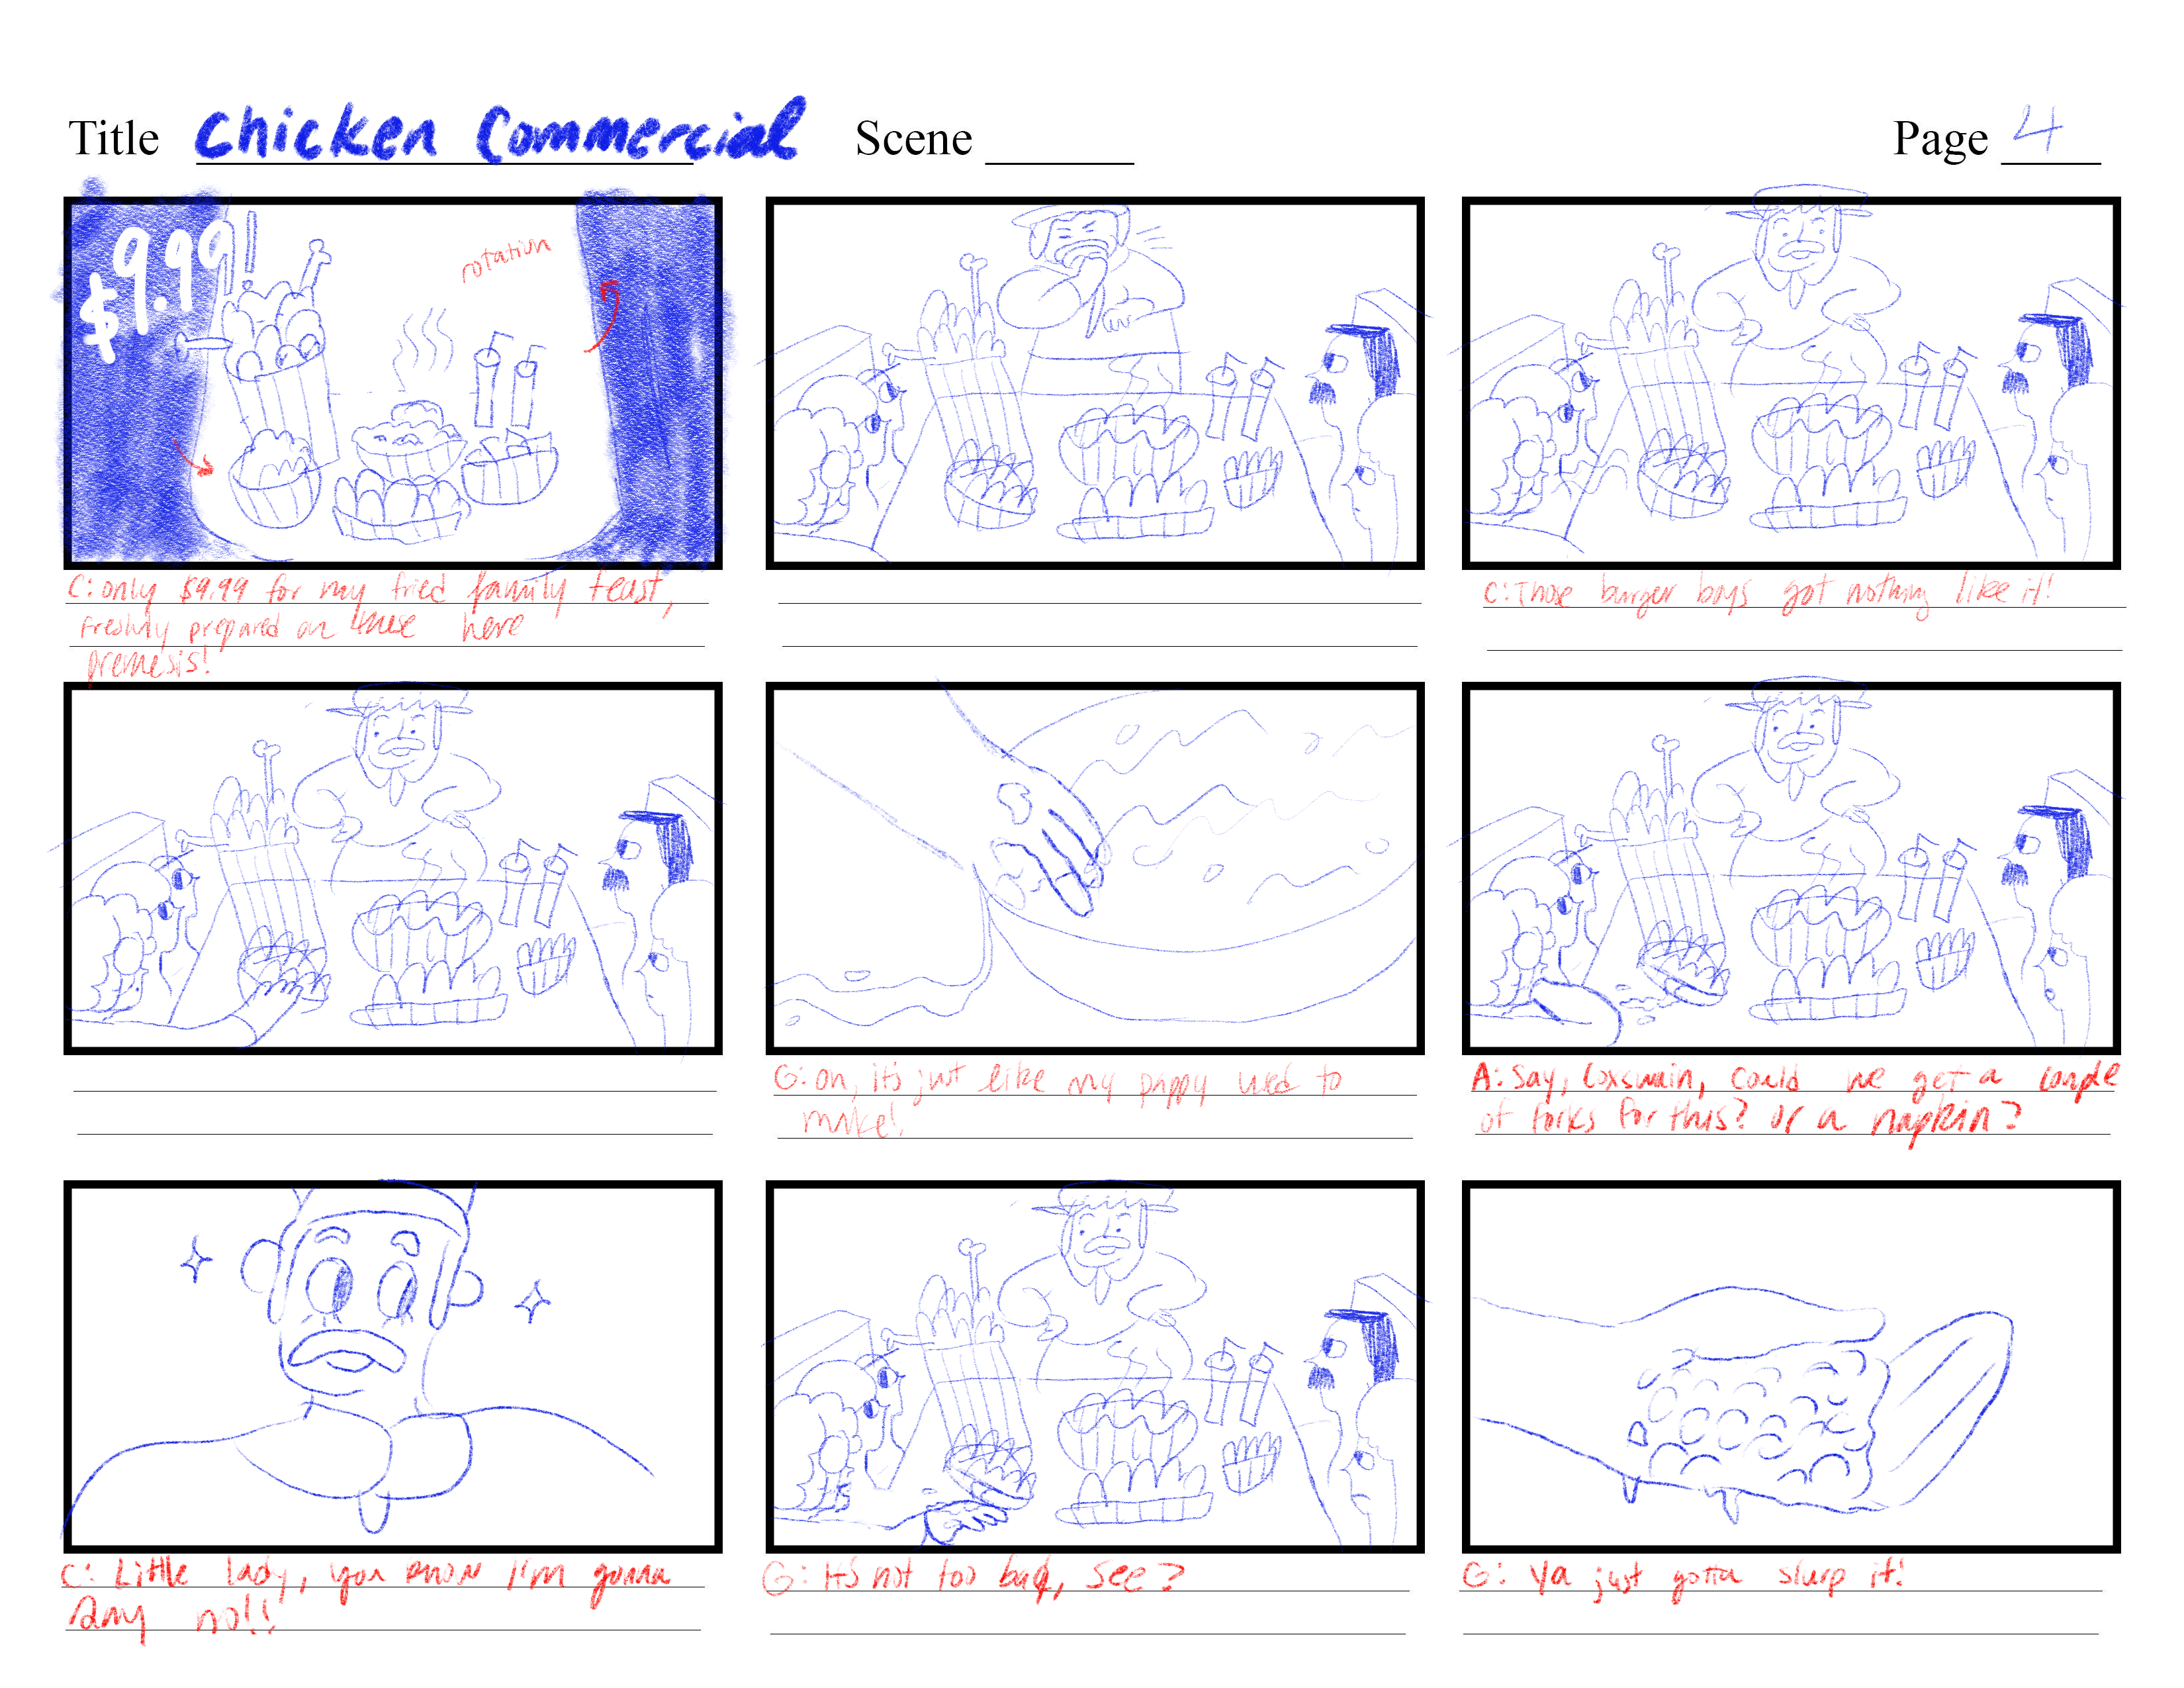 Title Chicken Commercial Scene Page 4
$9.99!
rotation
C: only $9.99 for my fried family feast,
freshly prepared on these here
premesis!
C: Those burger boys got nothing like it!
G: oh, it's just like my pappy used to
make!
A: Say, Coxswain, could we get a couple
of forks for this? or a napkin?
C: Little lady, you know I'm gonna
say no!!
G: It's not too bad, see?
G: Ya just gotta slurp it!